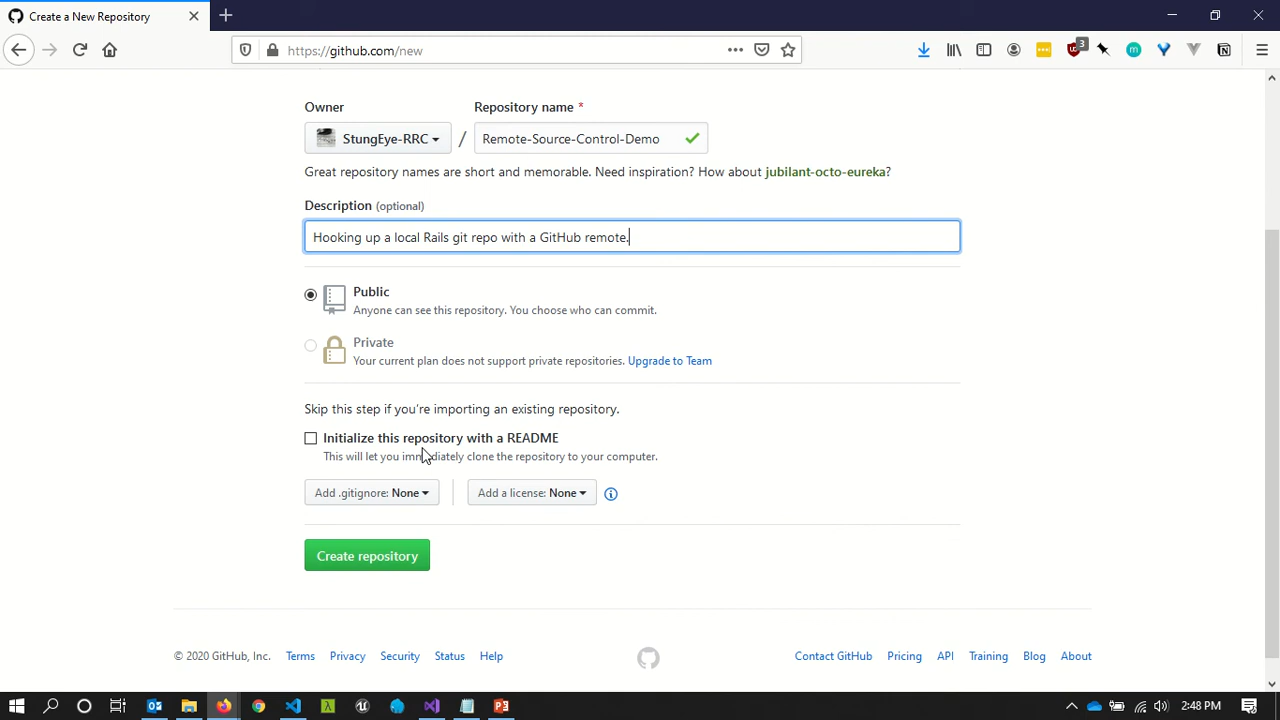 Create a New Repository
https://github.com/new
3
Owner
Repository name *
StungEye-RRC
/
Remote-Source-Control-Demo
Great repository names are short and memorable. Need inspiration? How about jubilant-octo-eureka?
Description (optional)
Hooking up a local Rails git repo with a GitHub remote.
Public
Anyone can see this repository. You choose who can commit.
Private
Your current plan does not support private repositories. Upgrade to Team
Skip this step if you're importing an existing repository.
Initialize this repository with a README
This will let you immediately clone the repository to your computer.
Add .gitignore: None
Add a license: None
Create repository
© 2020 GitHub, Inc.
Terms
Privacy
Security
Status
Help
Contact GitHub
Pricing
API
Training
Blog
About
2:48 PM